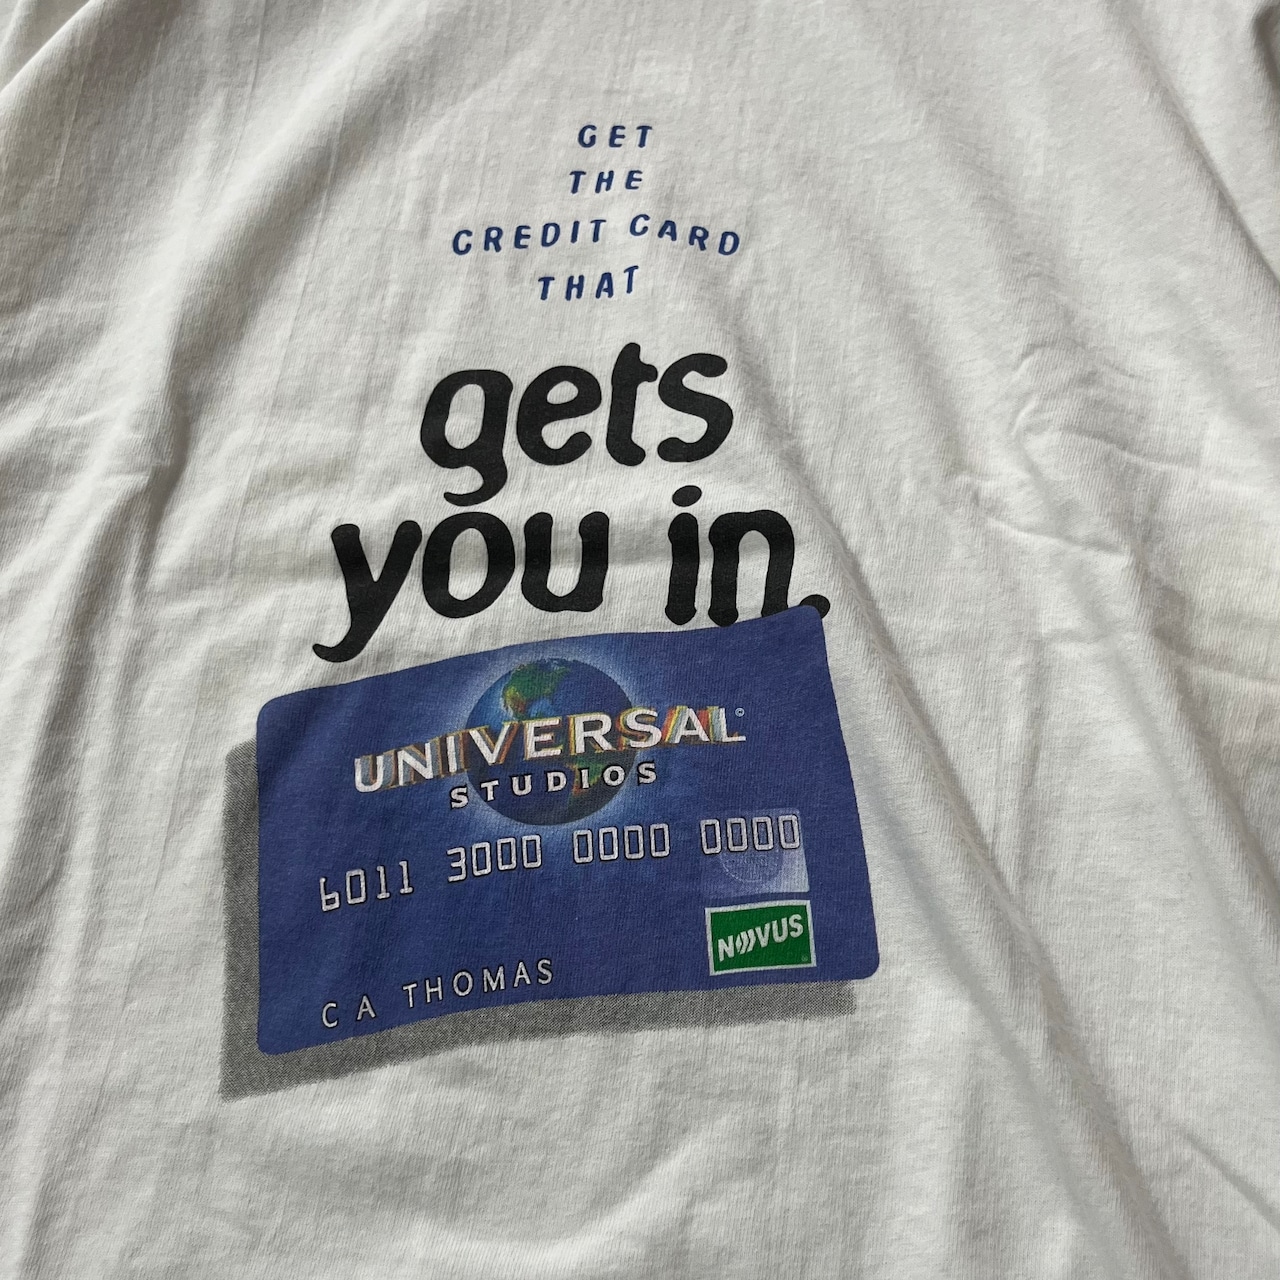 GET
THE
CREDIT CARD
THAT
gets
you in.
UNIVERSAL©
STUDIOS
6011 3000 0000 0000
NOVUS
C A THOMAS